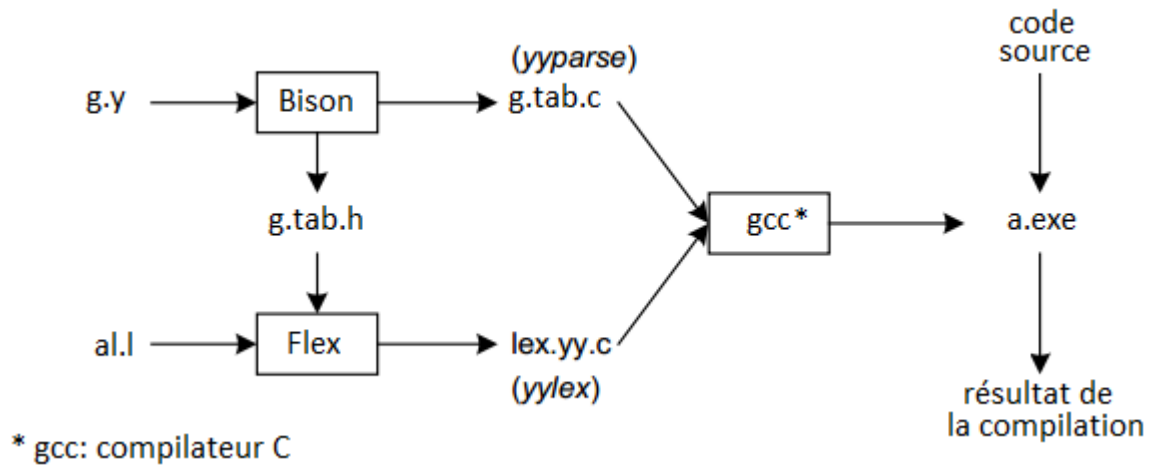 code
source
(yyparse)
g.y
Bison
g.tab.c
g.tab.h
gcc*
a.exe
al.l
Flex
lex.yy.c
(yylex)
résultat de
la compilation
* gcc: compilateur C